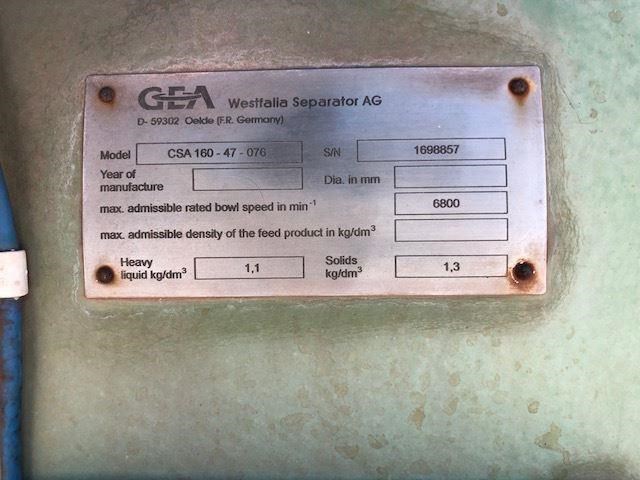 GEA Westfalia Separator AG
D- 59302 Oelde (F.R. Germany)
Model CSA 160 - 47 - 076 S/N 1698857
Year of manufacture Dia. in mm
max. admissible rated bowl speed in min⁻¹ 6800
max. admissible density of the feed product in kg/dm³
Heavy liquid kg/dm³ 1,1 Solids kg/dm³ 1,3